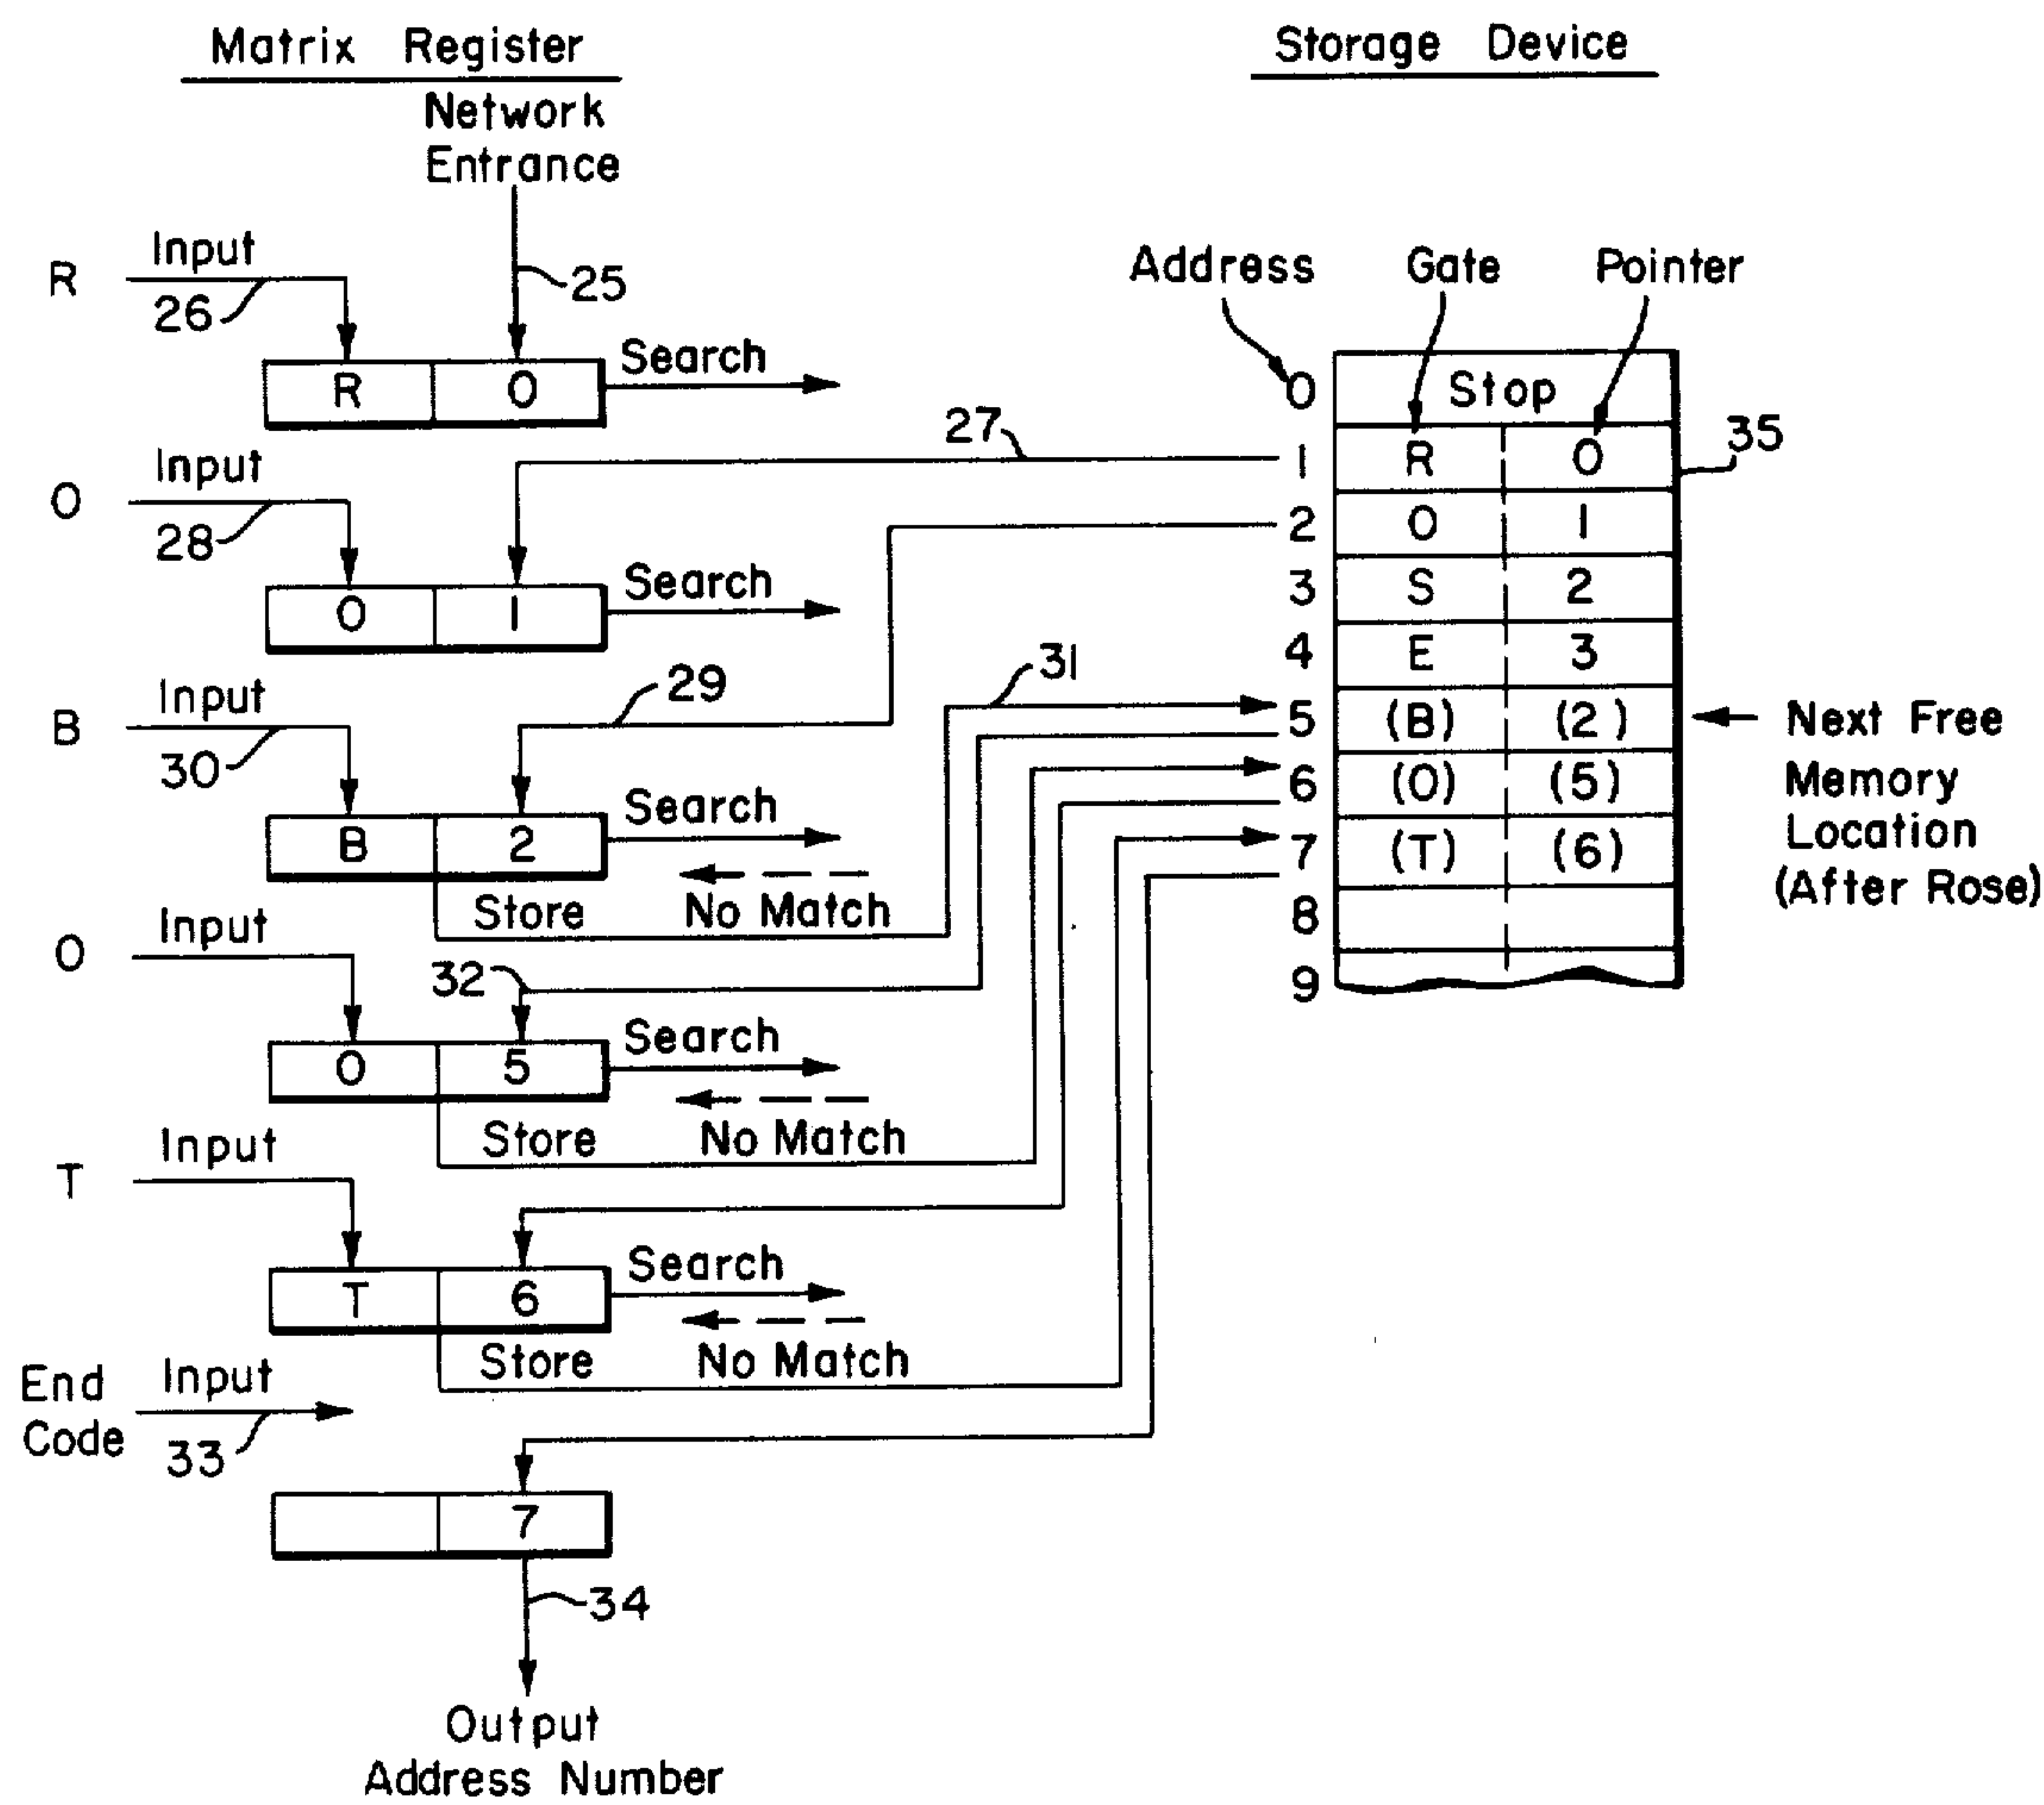 Matrix Register
Network
Entrance
25
R
Input
26
R 0
Search
O
Input
28
27
O 1
Search
B
Input
30
29
B 2
Search
No Match
Store
31
O
Input
32
O 5
Search
No Match
Store
T
Input
T 6
Search
No Match
Store
End
Code
Input
33
7
34
Output
Address Number
Storage Device
Address Gate Pointer
0 Stop
1 R 0
35
2 O 1
3 S 2
4 E 3
5 (B) (2)
6 (O) (5)
7 (T) (6)
8
9
Next Free
Memory
Location
(After Rose)